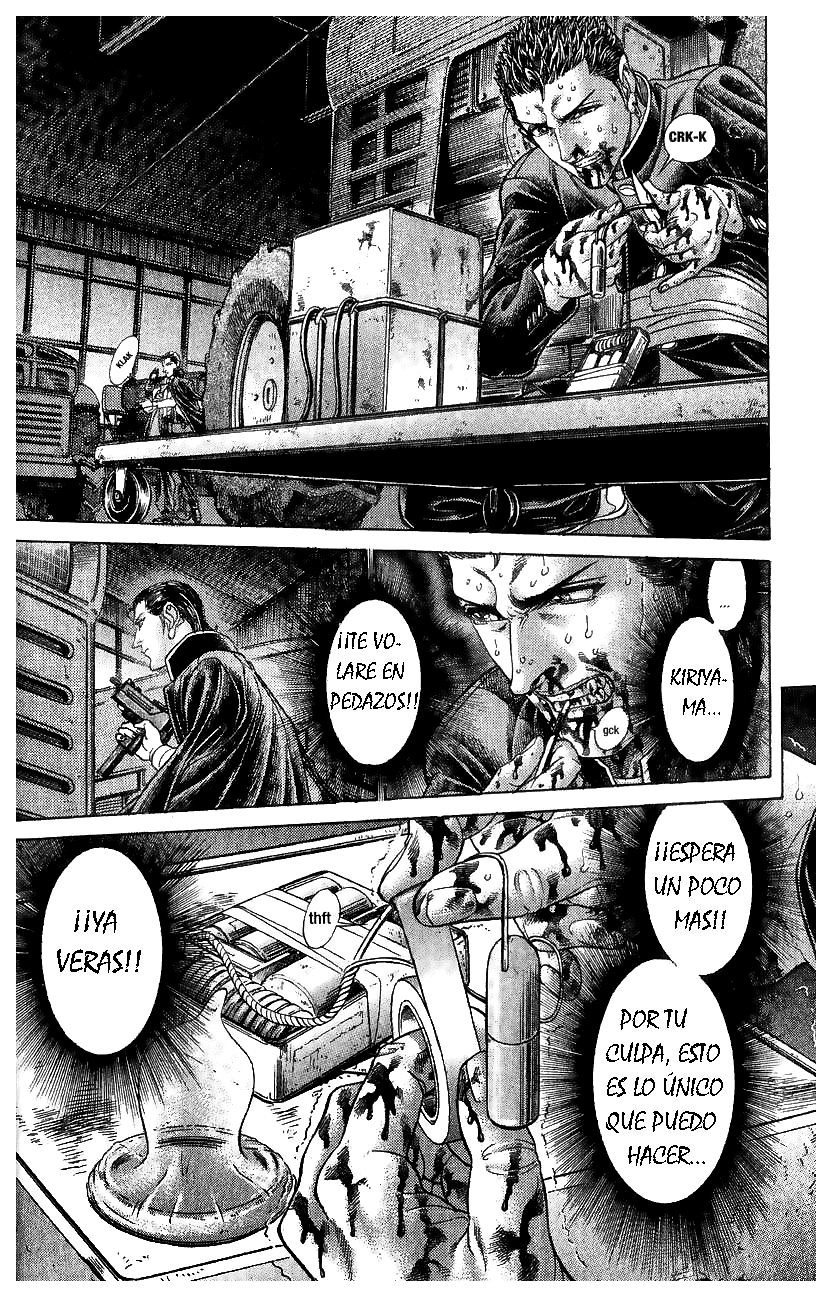 CRK-K
KLAK
...
KIRIYA-
MA...
gck
¡¡TE VO-
LARE EN
PEDAZOS!!
¡¡ESPERA
UN POCO
MAS!!
POR TU
CULPA, ESTO
ES LO ÚNICO
QUE PUEDO
HACER...
thft
¡¡YA
VERAS!!